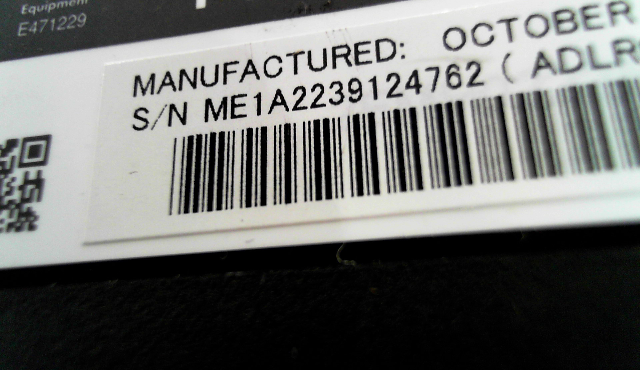 Equipment
E471229
MANUFACTURED: OCTOBER
S/N ME1A2239124762 ( ADLR